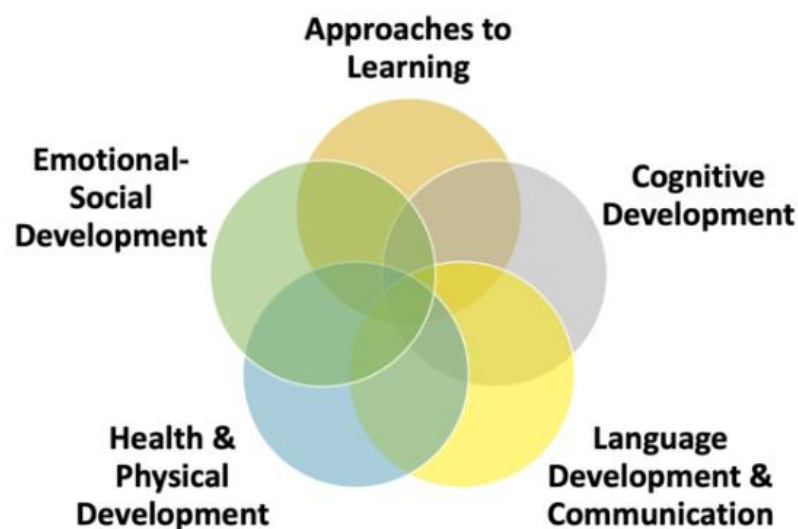 Approaches to
Learning
Emotional-
Social
Development
Cognitive
Development
Health &
Physical
Development
Language
Development &
Communication